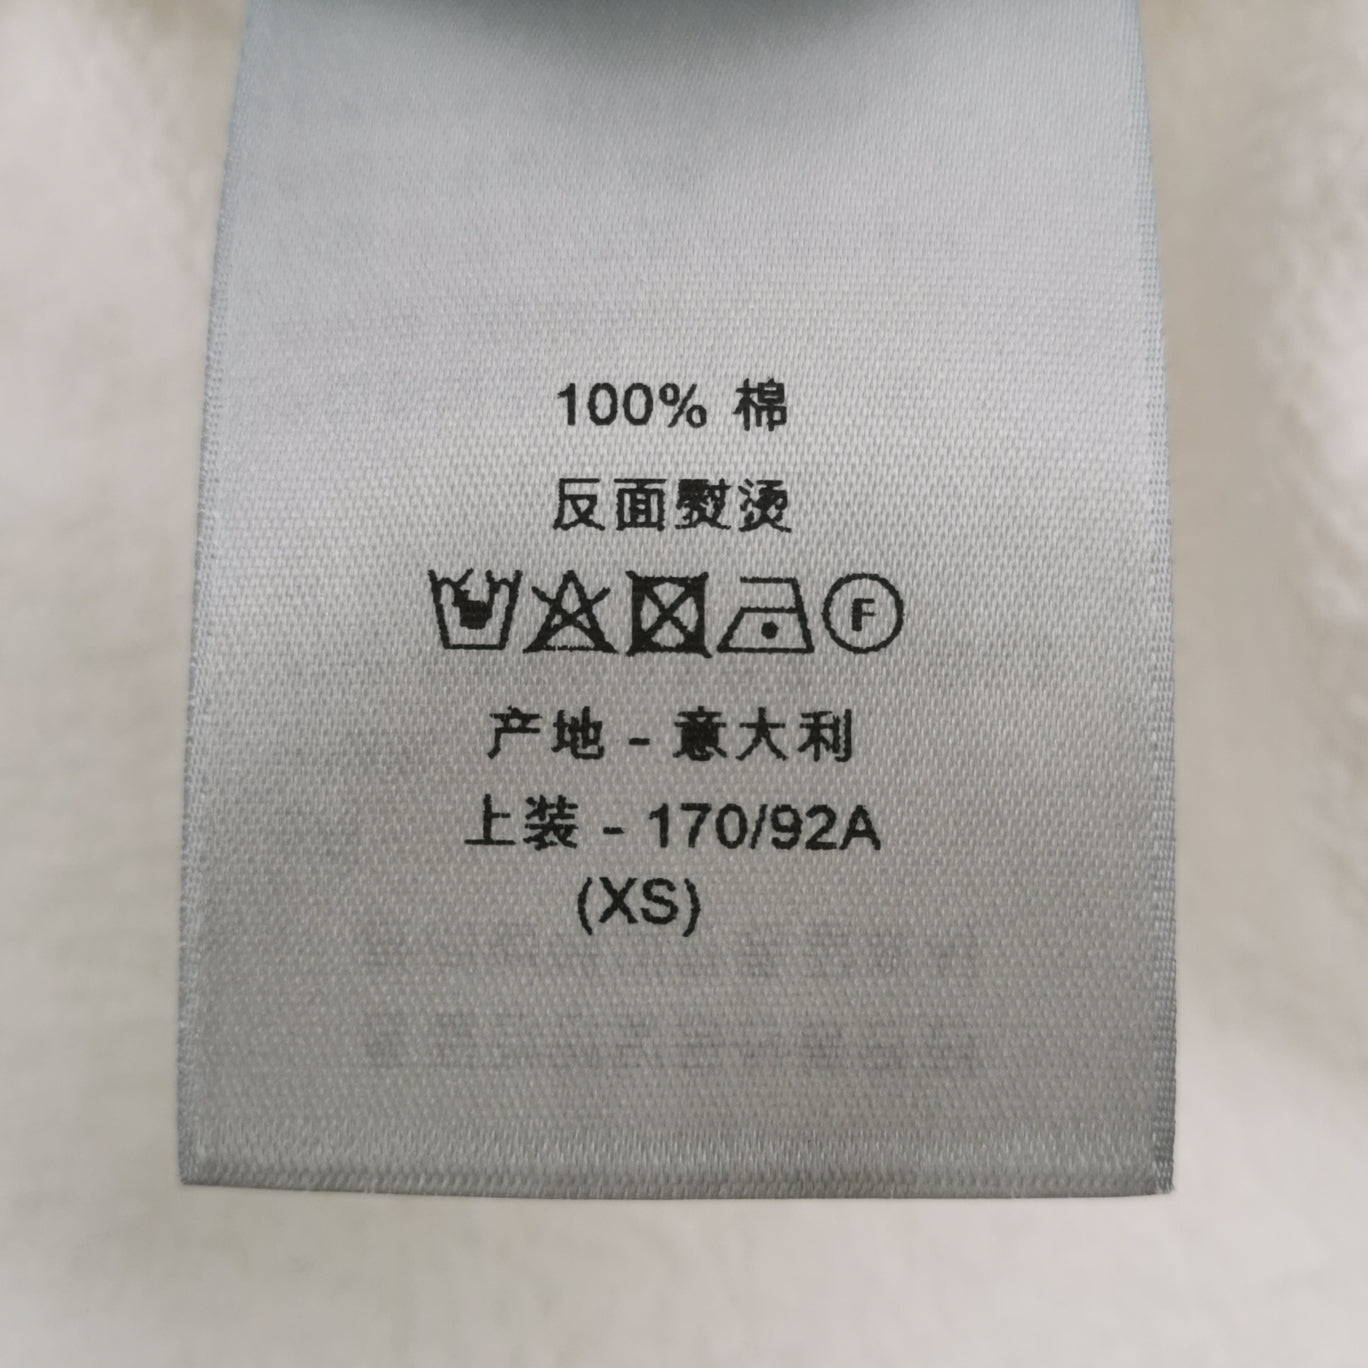 100% 棉
反面熨烫
F
产地 - 意大利
上装 - 170/92A
(XS)